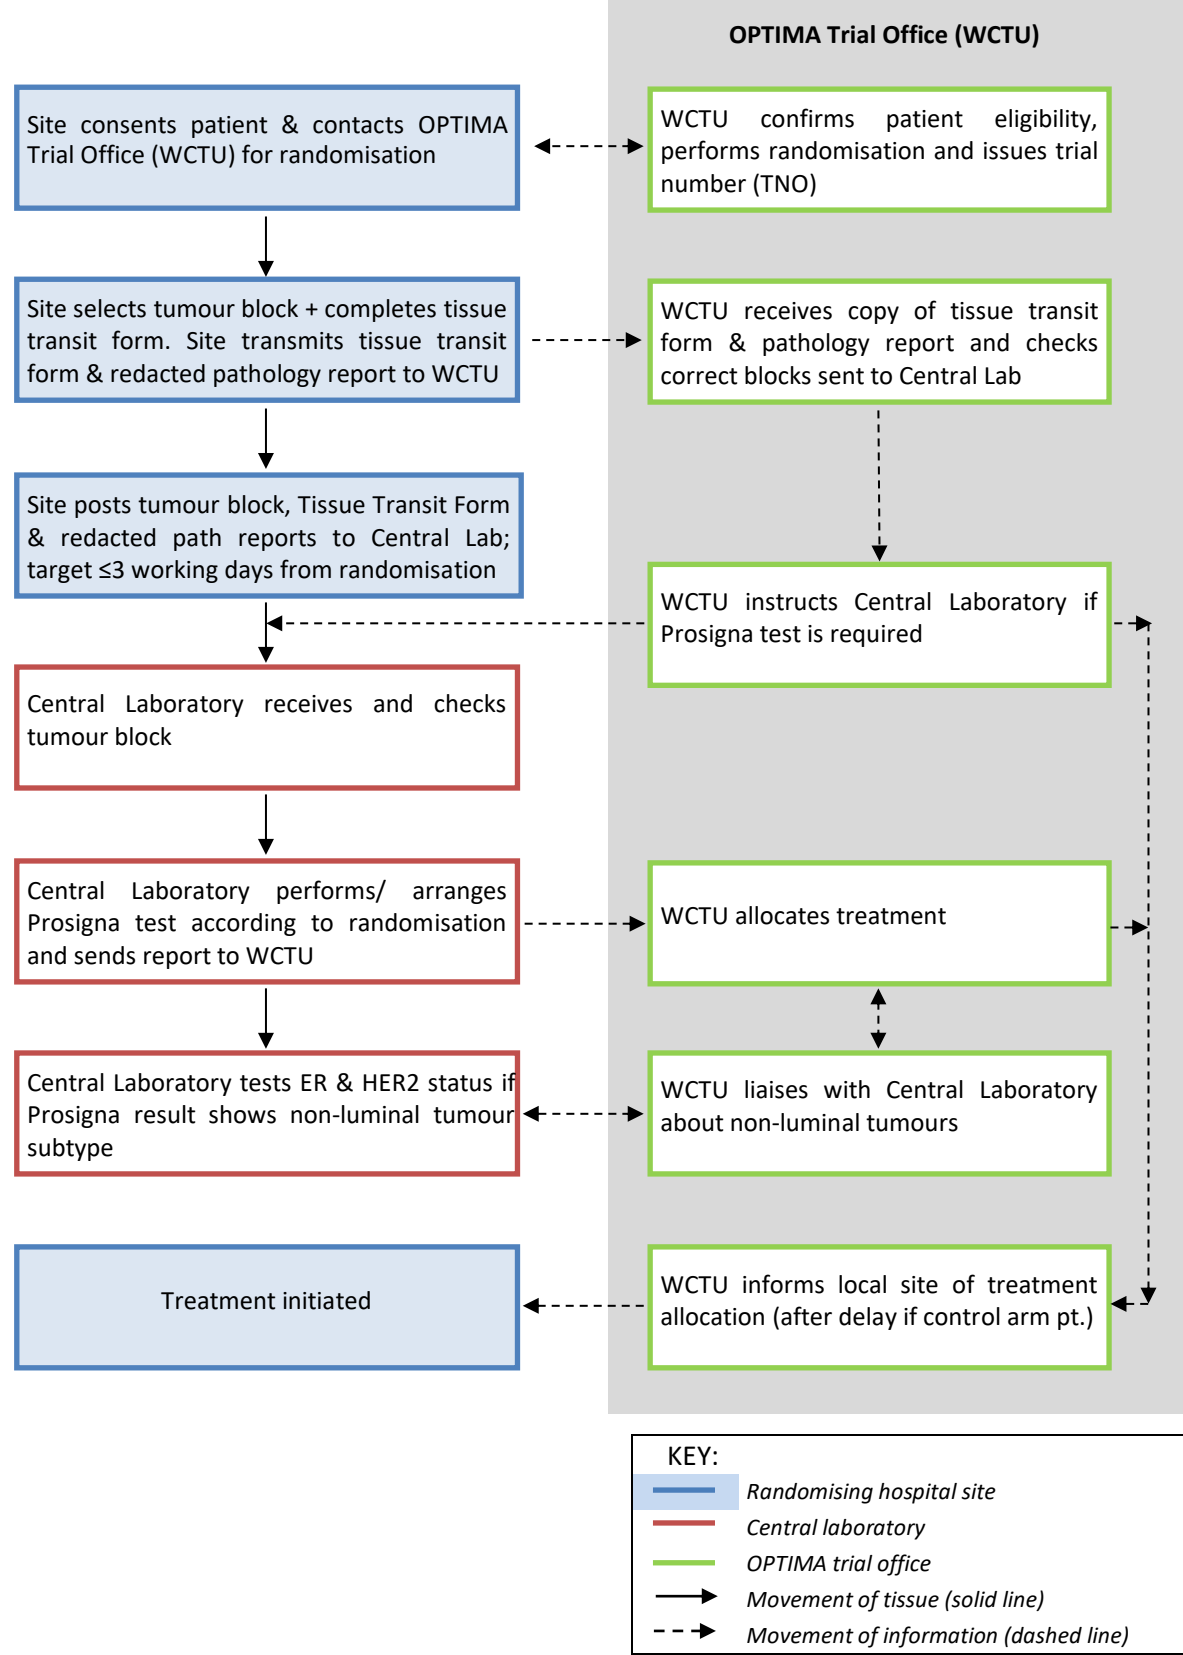 OPTIMA Trial Office (WCTU)
Site consents patient & contacts OPTIMA
Trial Office (WCTU) for randomisation
WCTU confirms patient eligibility,
performs randomisation and issues trial
number (TNO)
Site selects tumour block + completes tissue
transit form. Site transmits tissue transit
form & redacted pathology report to WCTU
WCTU receives copy of tissue transit
form & pathology report and checks
correct blocks sent to Central Lab
Site posts tumour block, Tissue Transit Form
& redacted path reports to Central Lab;
target ≤3 working days from randomisation
WCTU instructs Central Laboratory if
Prosigna test is required
Central Laboratory receives and checks
tumour block
Central Laboratory performs/ arranges
Prosigna test according to randomisation
and sends report to WCTU
WCTU allocates treatment
Central Laboratory tests ER & HER2 status if
Prosigna result shows non-luminal tumour
subtype
WCTU liaises with Central Laboratory
about non-luminal tumours
Treatment initiated
WCTU informs local site of treatment
allocation (after delay if control arm pt.)
KEY:
Randomising hospital site
Central laboratory
OPTIMA trial office
Movement of tissue (solid line)
Movement of information (dashed line)